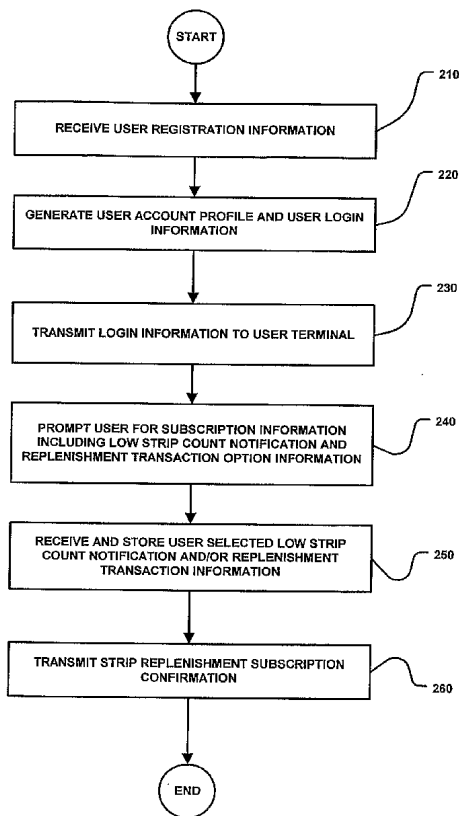 START
210
RECEIVE USER REGISTRATION INFORMATION
220
GENERATE USER ACCOUNT PROFILE AND USER LOGIN
INFORMATION
230
TRANSMIT LOGIN INFORMATION TO USER TERMINAL
PROMPT USER FOR SUBSCRIPTION INFORMATION
INCLUDING LOW STRIP COUNT NOTIFICATION AND
REPLENISHMENT TRANSACTION OPTION INFORMATION
240
RECEIVE AND STORE USER SELECTED LOW STRIP
COUNT NOTIFICATION AND/OR REPLENISHMENT
TRANSACTION INFORMATION
250
TRANSMIT STRIP REPLENISHMENT SUBSCRIPTION
CONFIRMATION
260
END